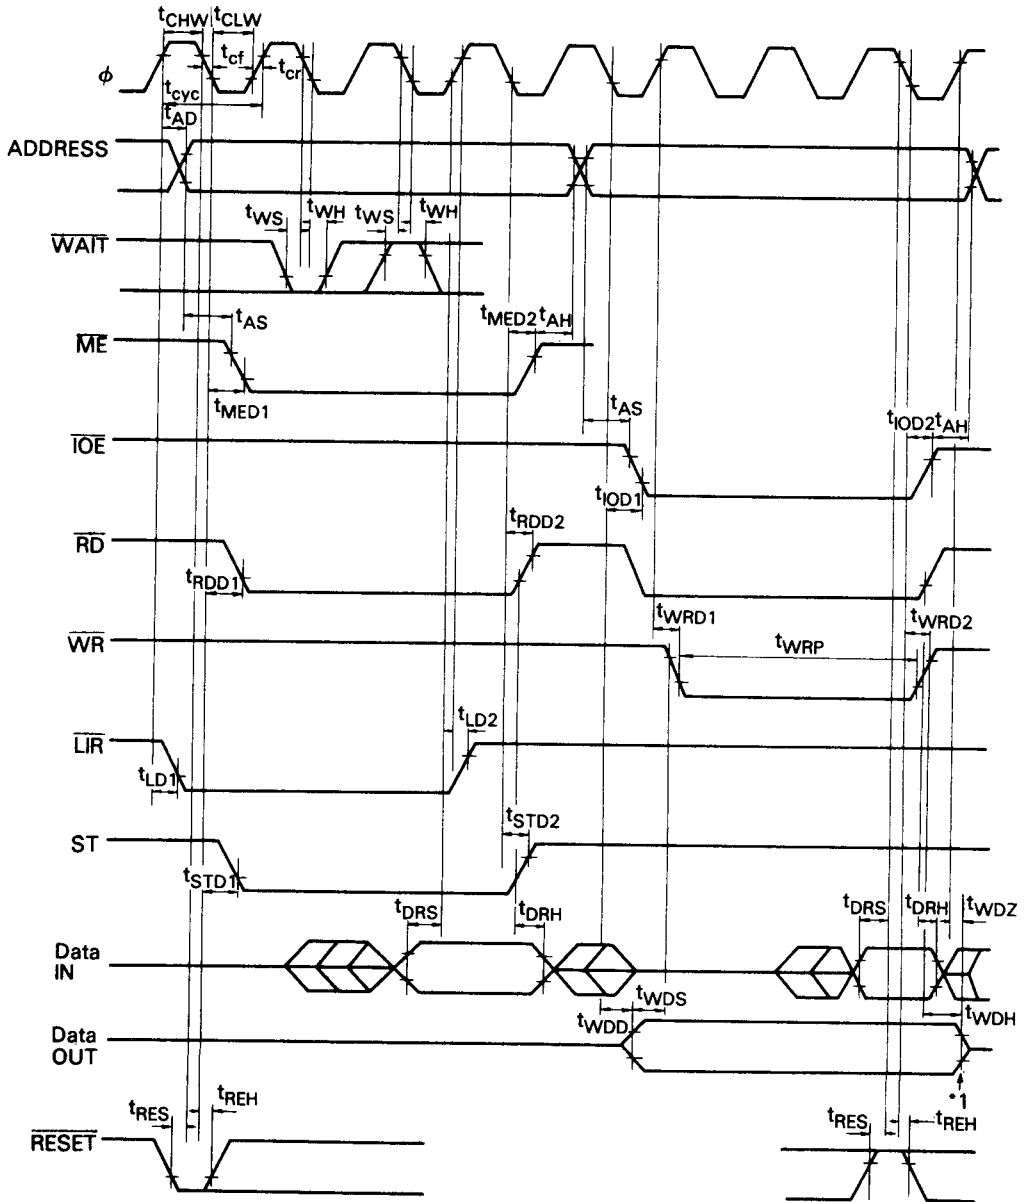 tCHW tCLW
tcf
tcr
ϕ
tcyc
tAD
ADDRESS
tWS tWH tWS tWH
WAIT
tAS
tMED2 tAH
ME
tMED1
tAS
tIOD2 tAH
IOE
tIOD1
tRDD2
RD
tRDD1
tWRD1
tWRP
tWRD2
WR
tLD2
LIR
tLD1
tSTD2
ST
tSTD1
tDRS tDRH
tDRS tDRH tWDZ
Data
IN
tWDS
tWDH
tWDD
Data
OUT
*1
tRES tREH
tRES tREH
RESET